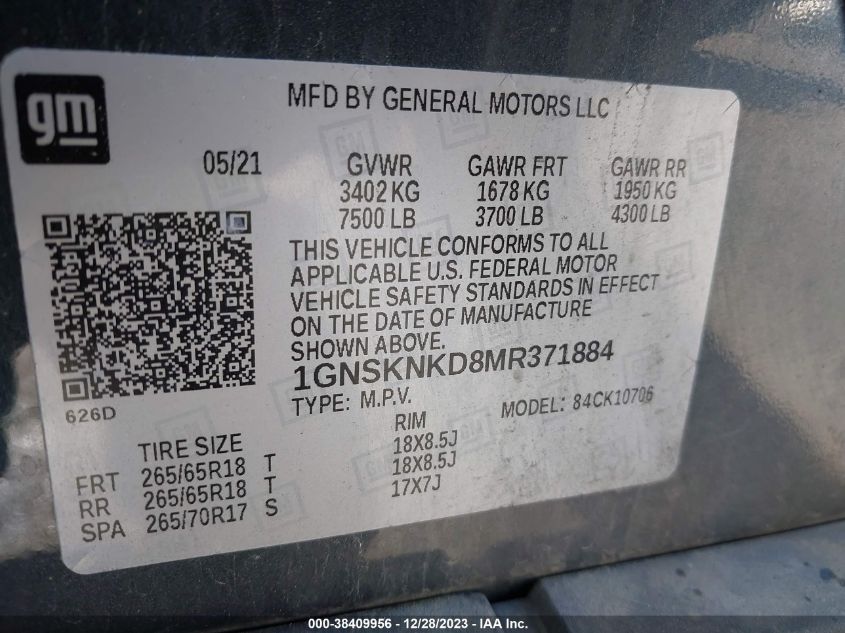 gm
MFD BY GENERAL MOTORS LLC
05/21 GVWR GAWR FRT GAWR RR
3402 KG 1678 KG 1950 KG
7500 LB 3700 LB 4300 LB
THIS VEHICLE CONFORMS TO ALL
APPLICABLE U.S. FEDERAL MOTOR
VEHICLE SAFETY STANDARDS IN EFFECT
ON THE DATE OF MANUFACTURE
SHOWN ABOVE.
1GNSKNKD8MR371884
626D
TYPE: M.P.V. MODEL: 84CK10706
TIRE SIZE RIM
FRT 265/65R18 T 18X8.5J
RR 265/65R18 T 18X8.5J
SPA 265/70R17 S 17X7J
000-38409956 - 12/28/2023 - IAA Inc.